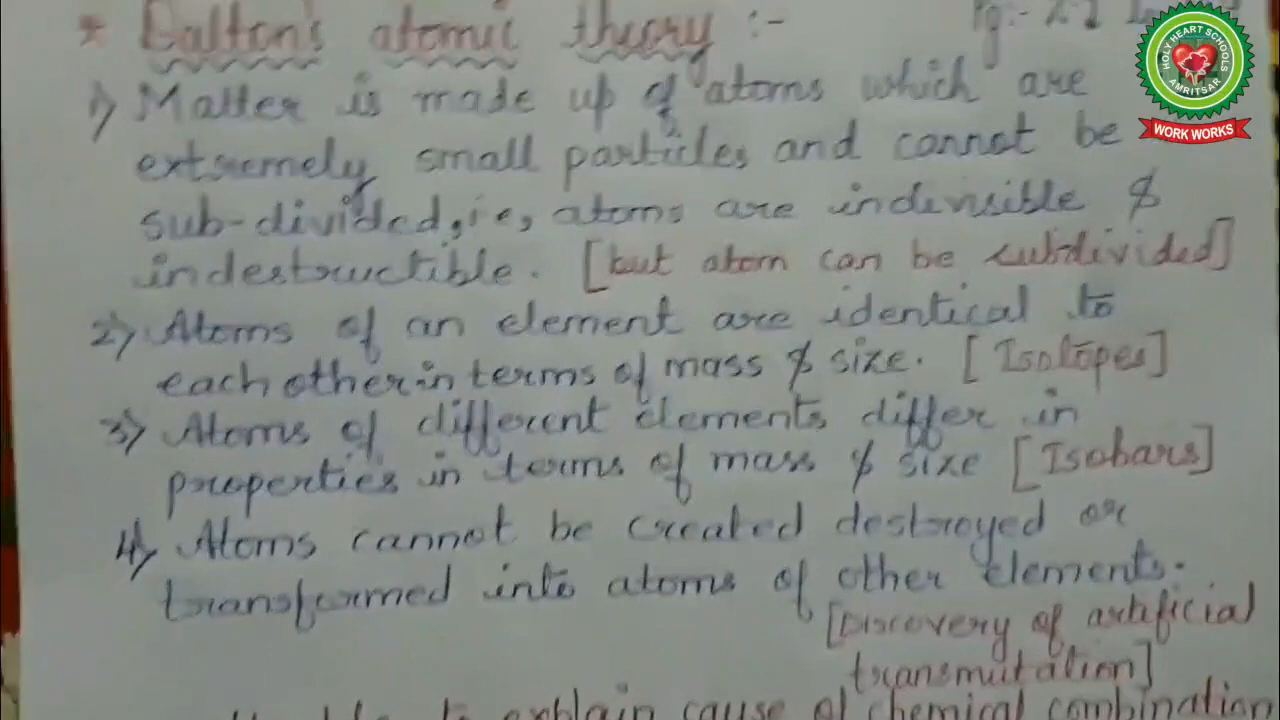 * Dalton's atomic theory :-
Pg:-
1) Matter is made up of atoms which are
extremely small particles and cannot be
sub-divided, i.e, atoms are indivisible &
indestructible. [but atom can be subdivided]
2) Atoms of an element are identical to
each other in terms of mass & size. [Isotopes]
3) Atoms of different elements differ in
properties in terms of mass & size [Isobars]
4) Atoms cannot be created destroyed or
transformed into atoms of other elements.
[Discovery of artificial
transmutation]
to explain cause of chemical combination
HOLY HEART SCHOOLS
AMRITSAR
WORK WORKS